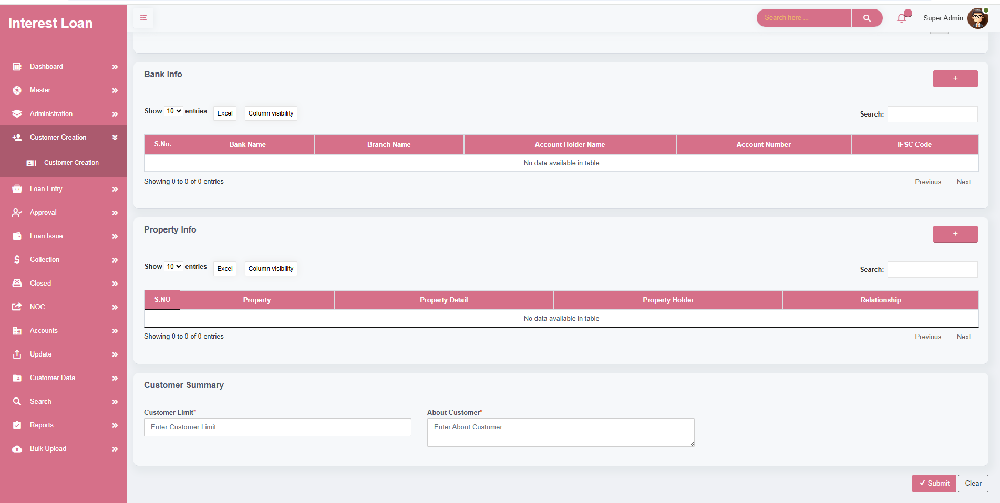 Interest Loan
Search here ...
Super Admin
Dashboard
Master
Administration
Customer Creation
Customer Creation
Loan Entry
Approval
Loan Issue
Collection
Closed
NOC
Accounts
Update
Customer Data
Search
Reports
Bulk Upload
Bank Info
+
Show 10 entries Excel Column visibility
Search:
S.No. Bank Name Branch Name Account Holder Name Account Number IFSC Code
No data available in table
Showing 0 to 0 of 0 entries
Previous Next
Property Info
+
Show 10 entries Excel Column visibility
Search:
S.NO Property Property Detail Property Holder Relationship
No data available in table
Showing 0 to 0 of 0 entries
Previous Next
Customer Summary
Customer Limit* About Customer*
Enter Customer Limit Enter About Customer
Submit Clear